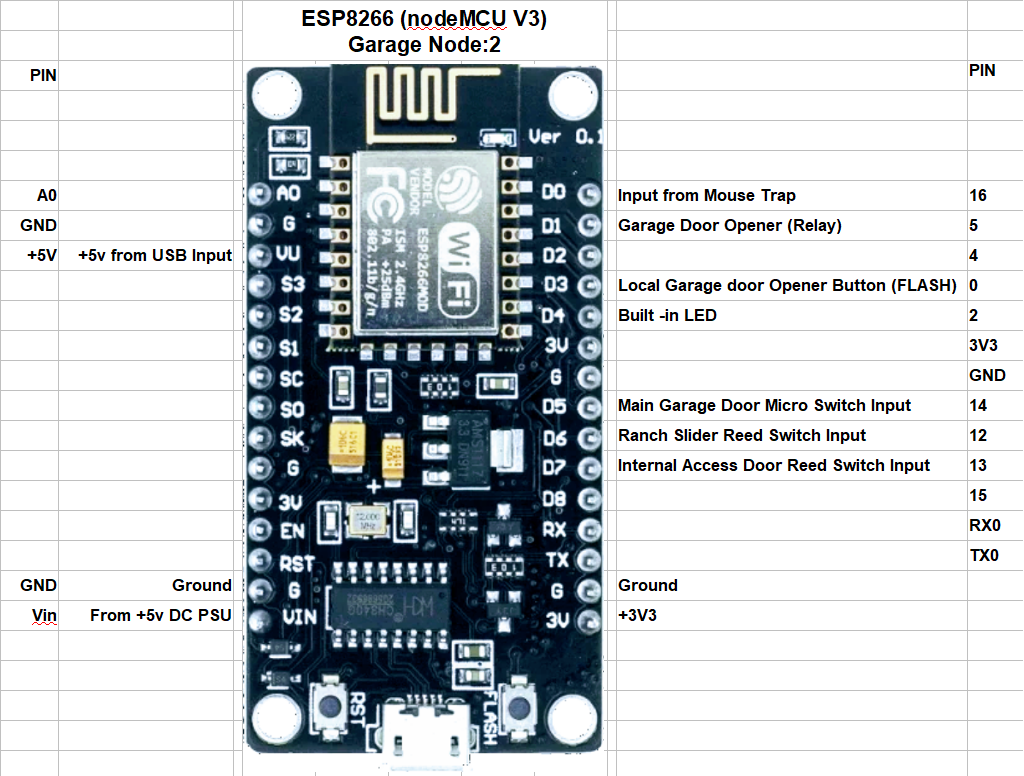 ESP8266 (nodeMCU V3)
Garage Node:2
PIN
PIN
Ver 0.1
A0
A0
D0
Input from Mouse Trap
16
GND
G
D1
Garage Door Opener (Relay)
5
+5V
+5v from USB Input
VU
D2
4
S3
D3
Local Garage door Opener Button (FLASH)
0
S2
D4
Built -in LED
2
S1
3V
3V3
SC
G
GND
SO
D5
Main Garage Door Micro Switch Input
14
SK
D6
Ranch Slider Reed Switch Input
12
G
D7
Internal Access Door Reed Switch Input
13
3V
D8
15
EN
RX
RX0
RST
TX
TX0
GND
Ground
G
G
Ground
Vin
From +5v DC PSU
VIN
3V
+3V3
MODEL
VENDOR
ESP8266MOD
FC
WiFi
ISM 2.4GHz
PA +25dBm
802.11b/g/n
103
AMS1117
3.3
103
RST
FLASH